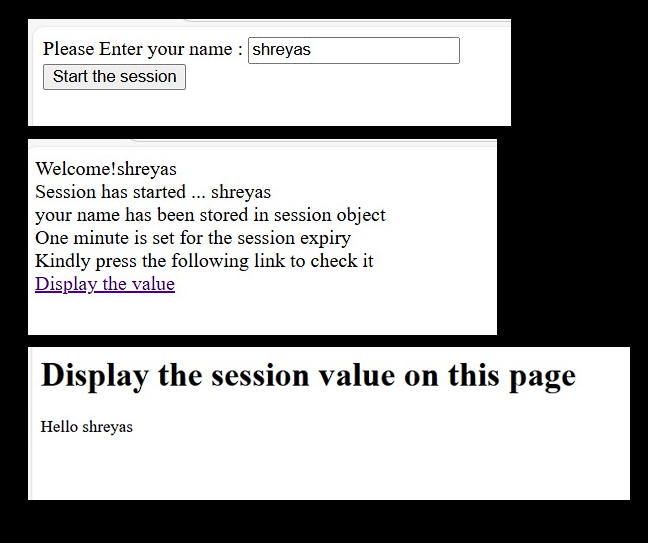 Please Enter your name : shreyas
Start the session
Welcome!shreyas
Session has started ... shreyas
your name has been stored in session object
One minute is set for the session expiry
Kindly press the following link to check it
Display the value
Display the session value on this page
Hello shreyas